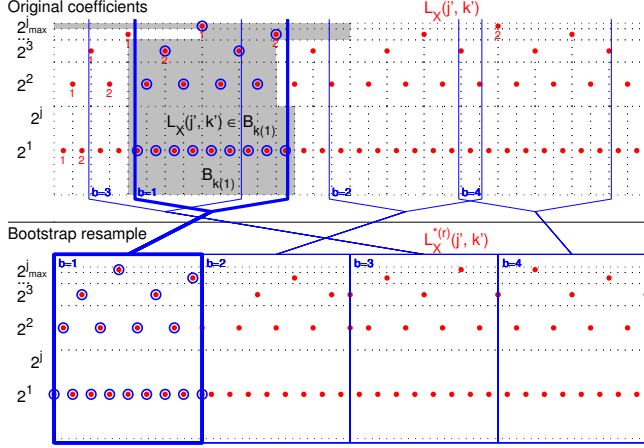 Original coefficients
L_X(j', k')
2^j_max
1
1
2
2
...
2^3
1
2
2^2
1
2
2^j
L_X(j', k') ∈ B_k(1)
2^1
1 2
B_k(1)
b=3 b=1 b=2 b=4
Bootstrap resample
L_X^*(r)(j', k')
b=1 b=2 b=3 b=4
2^j_max
...
2^3
2^2
2^j
2^1